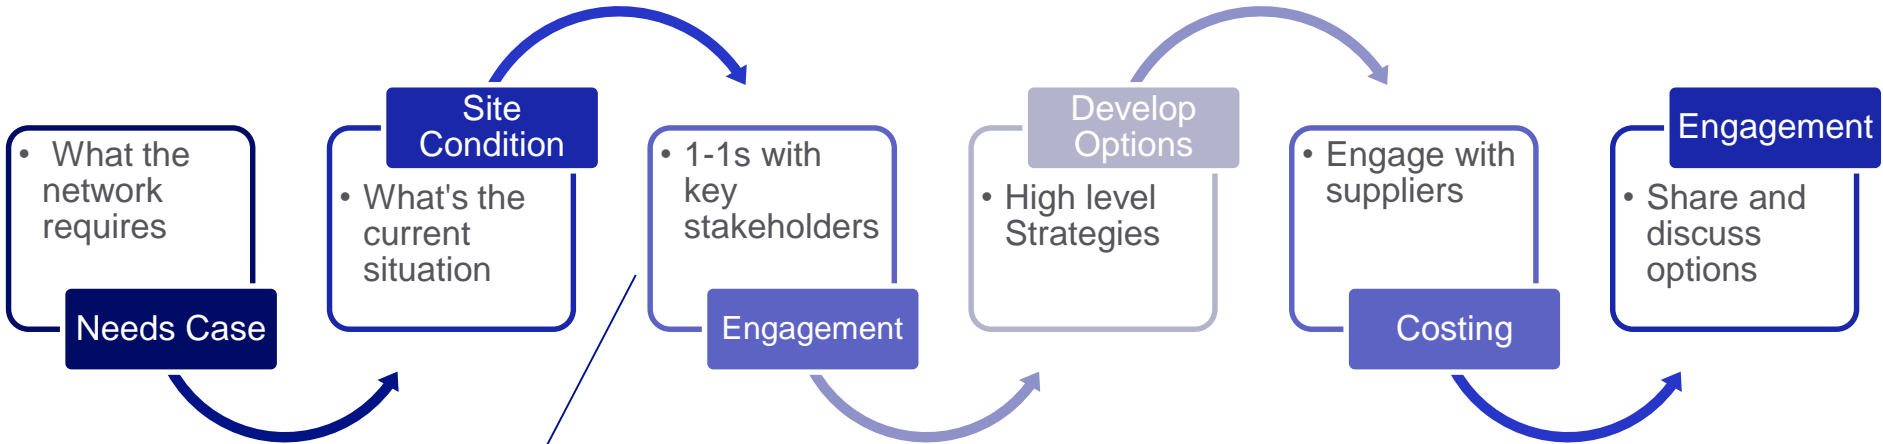 • What the
network
requires
Needs Case
Site
Condition
• What's the
current
situation
• 1-1s with
key
stakeholders
Engagement
Develop
Options
• High level
Strategies
• Engage with
suppliers
Costing
Engagement
• Share and
discuss
options